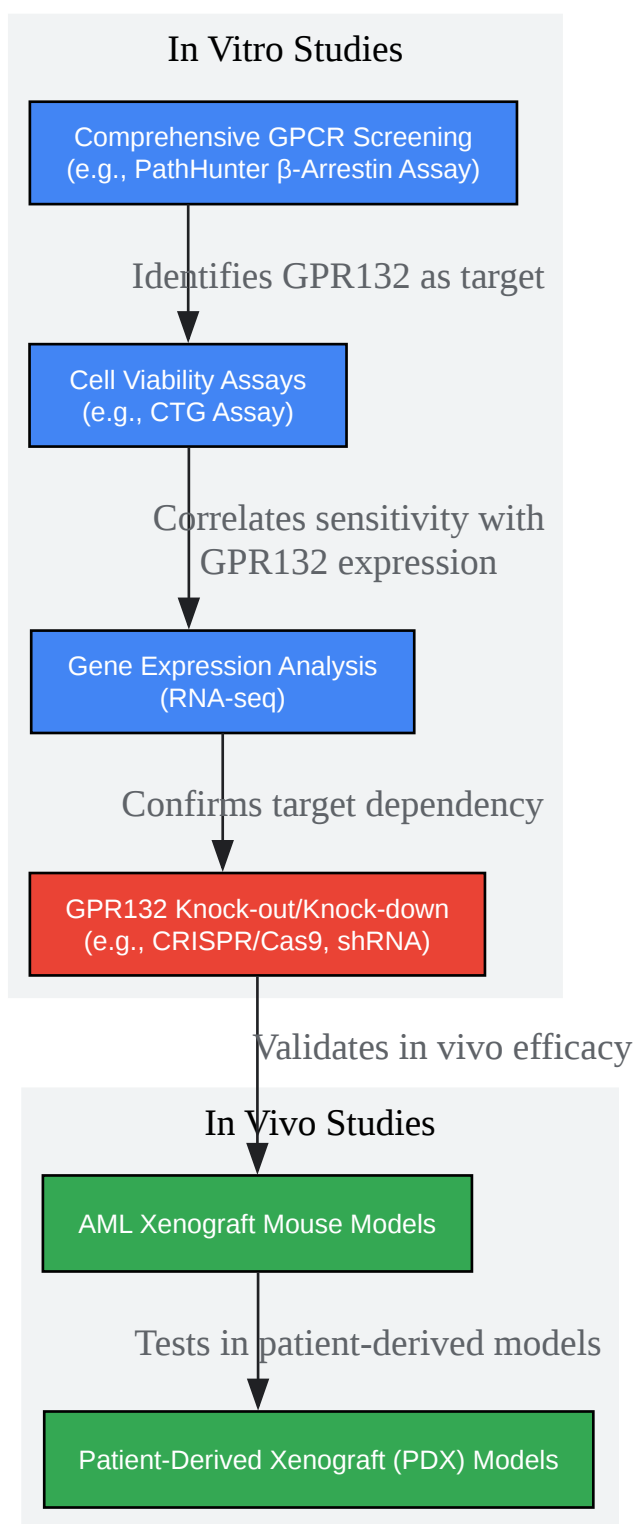 In Vitro Studies
Comprehensive GPCR Screening
(e.g., PathHunter β-Arrestin Assay)
Identifies GPR132 as target
Cell Viability Assays
(e.g., CTG Assay)
Correlates sensitivity with
GPR132 expression
Gene Expression Analysis
(RNA-seq)
Confirms target dependency
GPR132 Knock-out/Knock-down
(e.g., CRISPR/Cas9, shRNA)
Validates in vivo efficacy
In Vivo Studies
AML Xenograft Mouse Models
Tests in patient-derived models
Patient-Derived Xenograft (PDX) Models